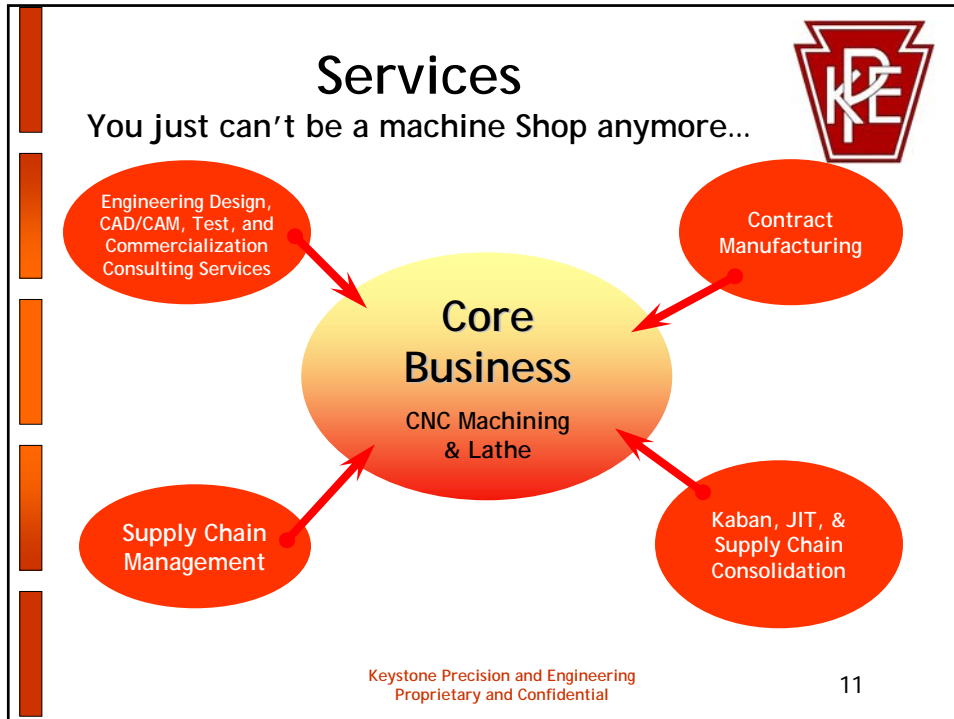 Services
You just can't be a machine Shop anymore...
KPE
Engineering Design,
CAD/CAM, Test, and
Commercialization
Consulting Services
Contract
Manufacturing
Core
Business
CNC Machining
& Lathe
Supply Chain
Management
Kaban, JIT, &
Supply Chain
Consolidation
Keystone Precision and Engineering
Proprietary and Confidential
11